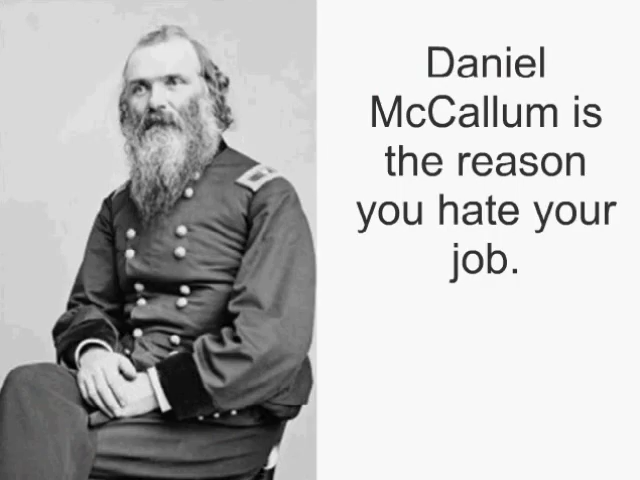 Daniel
McCallum is
the reason
you hate your
job.